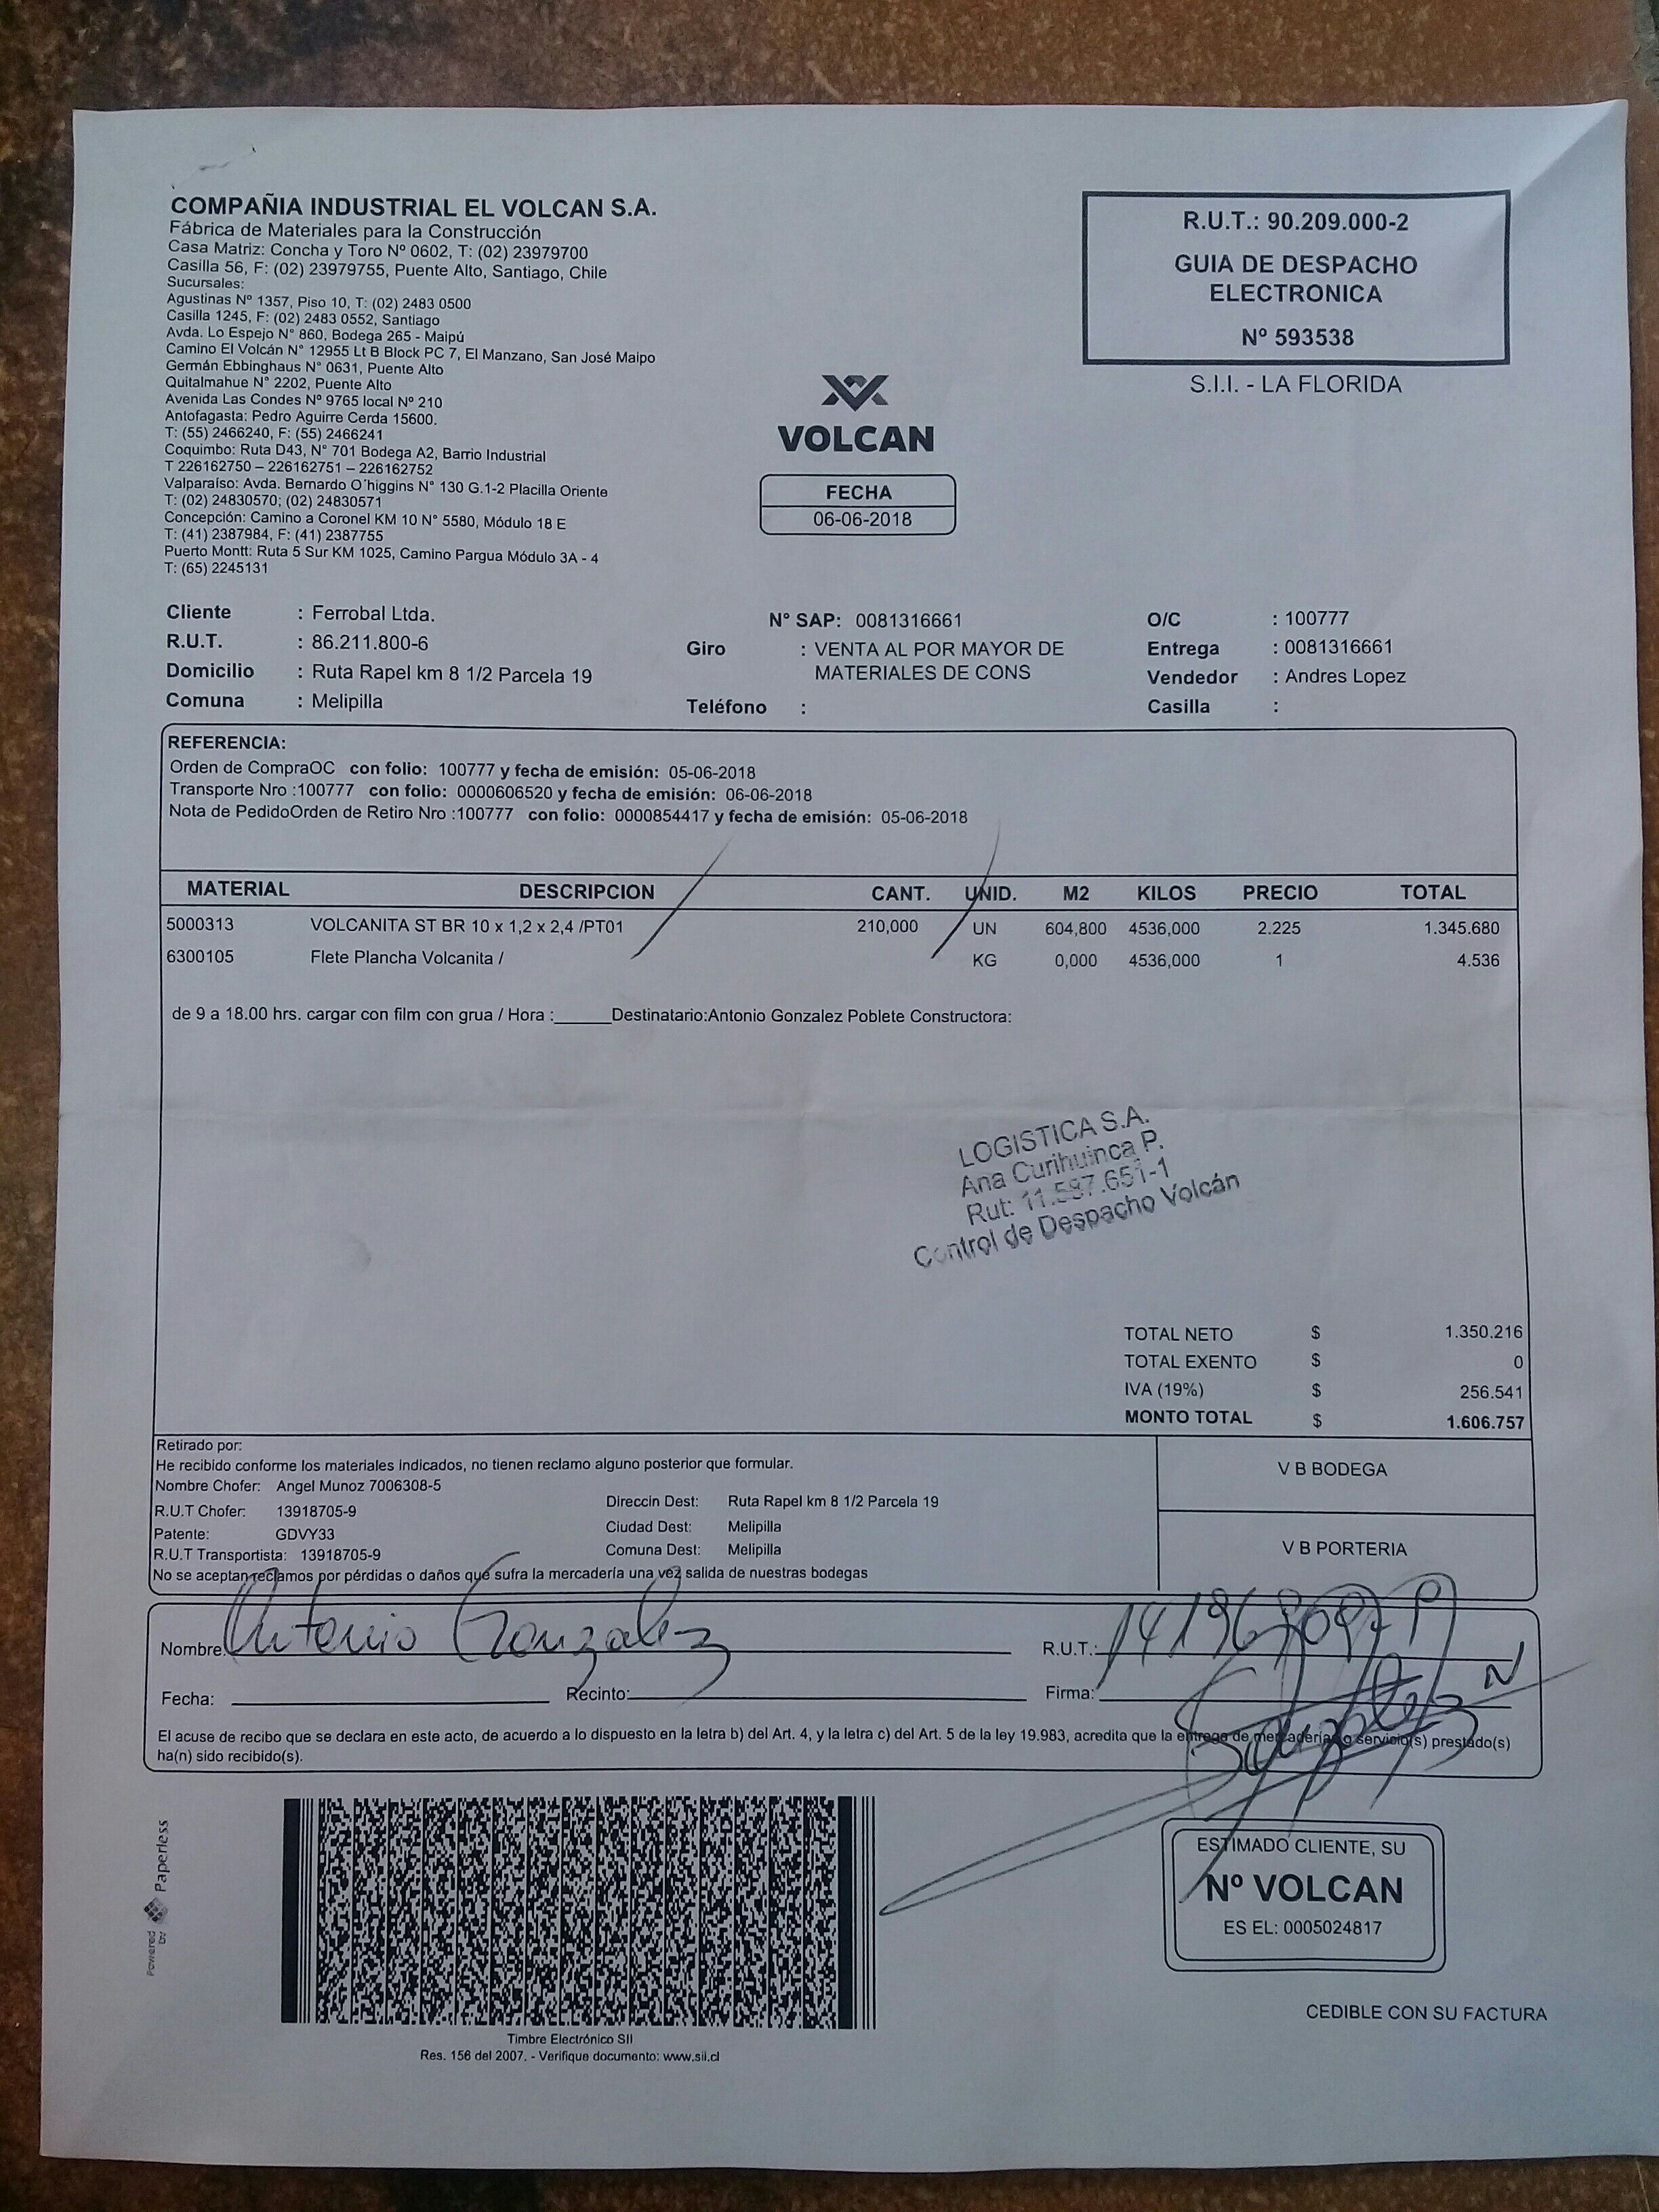 COMPAÑIA INDUSTRIAL EL VOLCAN S.A.
Fábrica de Materiales para la Construcción
Casa Matriz: Concha y Toro Nº 0602, T: (02) 23979700
Casilla 56, F: (02) 23979755, Puente Alto, Santiago, Chile
Sucursales:
Agustinas Nº 1357, Piso 10, T: (02) 2483 0500
Casilla 1245, F: (02) 2483 0552, Santiago
Avda. Lo Espejo N° 860, Bodega 265 - Maipú
Camino El Volcán N° 12955 Lt B Block PC 7, El Manzano, San José Maipo
Germán Ebbinghaus N° 0631, Puente Alto
Quitalmahue N° 2202, Puente Alto
Avenida Las Condes Nº 9765 local Nº 210
Antofagasta: Pedro Aguirre Cerda 15600.
T: (55) 2466240, F: (55) 2466241
Coquimbo: Ruta D43, N° 701 Bodega A2, Barrio Industrial
T 226162750 – 226162751 – 226162752
Valparaíso: Avda. Bernardo O´higgins N° 130 G.1-2 Placilla Oriente
T: (02) 24830570; (02) 24830571
Concepción: Camino a Coronel KM 10 N° 5580, Módulo 18 E
T: (41) 2387984, F: (41) 2387755
Puerto Montt: Ruta 5 Sur KM 1025, Camino Pargua Módulo 3A - 4
T: (65) 2245131
VOLCAN
FECHA
06-06-2018
R.U.T.: 90.209.000-2
GUIA DE DESPACHO
ELECTRONICA
Nº 593538
S.I.I. - LA FLORIDA
Cliente : Ferrobal Ltda.
R.U.T. : 86.211.800-6
Domicilio : Ruta Rapel km 8 1/2 Parcela 19
Comuna : Melipilla
N° SAP: 0081316661
Giro : VENTA AL POR MAYOR DE
MATERIALES DE CONS
Teléfono :
O/C : 100777
Entrega : 0081316661
Vendedor : Andres Lopez
Casilla :
REFERENCIA:
Orden de CompraOC con folio: 100777 y fecha de emisión: 05-06-2018
Transporte Nro :100777 con folio: 0000606520 y fecha de emisión: 06-06-2018
Nota de PedidoOrden de Retiro Nro :100777 con folio: 0000854417 y fecha de emisión: 05-06-2018
MATERIAL DESCRIPCION CANT. UNID. M2 KILOS PRECIO TOTAL
5000313 VOLCANITA ST BR 10 x 1,2 x 2,4 /PT01 210,000 UN 604,800 4536,000 2.225 1.345.680
6300105 Flete Plancha Volcanita / KG 0,000 4536,000 1 4.536
de 9 a 18.00 hrs. cargar con film con grua / Hora :______Destinatario:Antonio Gonzalez Poblete Constructora:
LOGISTICA S.A.
Ana Curihuinca P.
Rut: 11.597.651-1
Control de Despacho Volcán
TOTAL NETO $ 1.350.216
TOTAL EXENTO $ 0
IVA (19%) $ 256.541
MONTO TOTAL $ 1.606.757
Retirado por:
He recibido conforme los materiales indicados, no tienen reclamo alguno posterior que formular.
Nombre Chofer: Angel Munoz 7006308-5
R.U.T Chofer: 13918705-9
Patente: GDVY33
R.U.T Transportista: 13918705-9
Direccin Dest: Ruta Rapel km 8 1/2 Parcela 19
Ciudad Dest: Melipilla
Comuna Dest: Melipilla
No se aceptan reclamos por pérdidas o daños que sufra la mercadería una vez salida de nuestras bodegas
V B BODEGA
V B PORTERIA
Nombre: Antonio Gonzalez
R.U.T.:
Fecha:
Recinto:
Firma:
El acuse de recibo que se declara en este acto, de acuerdo a lo dispuesto en la letra b) del Art. 4, y la letra c) del Art. 5 de la ley 19.983, acredita que la entrega de mercaderías o servicio(s) prestado(s)
ha(n) sido recibido(s).
Powered by Paperless
Timbre Electrónico SII
Res. 156 del 2007. - Verifique documento: www.sii.cl
ESTIMADO CLIENTE, SU
Nº VOLCAN
ES EL: 0005024817
CEDIBLE CON SU FACTURA